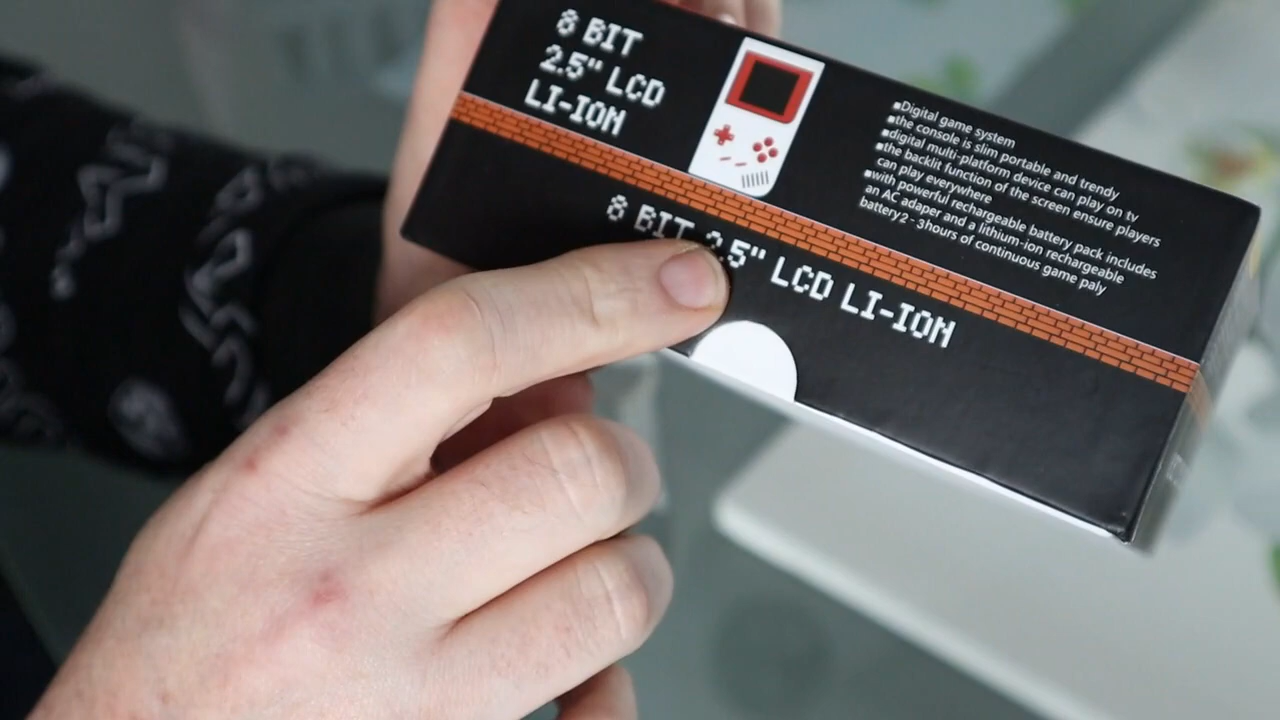 8 BIT
2.5" LCD
LI-ION
▪Digital game system
▪the console is slim portable and trendy
▪digital multi-platform device can play on tv
▪the backlit function of the screen ensure players
can play everywhere
▪with powerful rechargeable battery pack includes
an AC adaper and a lithium-ion rechargeable
battery2 - 3hours of continuous game paly
8 BIT 2.5" LCD LI-ION